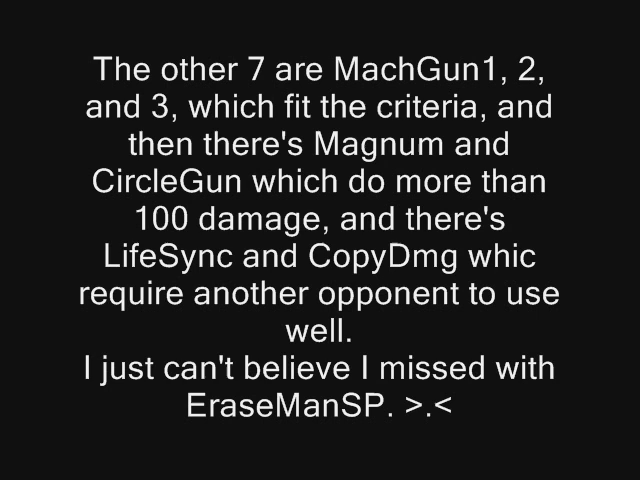 The other 7 are MachGun1, 2,
and 3, which fit the criteria, and
then there's Magnum and
CircleGun which do more than
100 damage, and there's
LifeSync and CopyDmg whic
require another opponent to use
well.
I just can't believe I missed with
EraseManSP. >.<